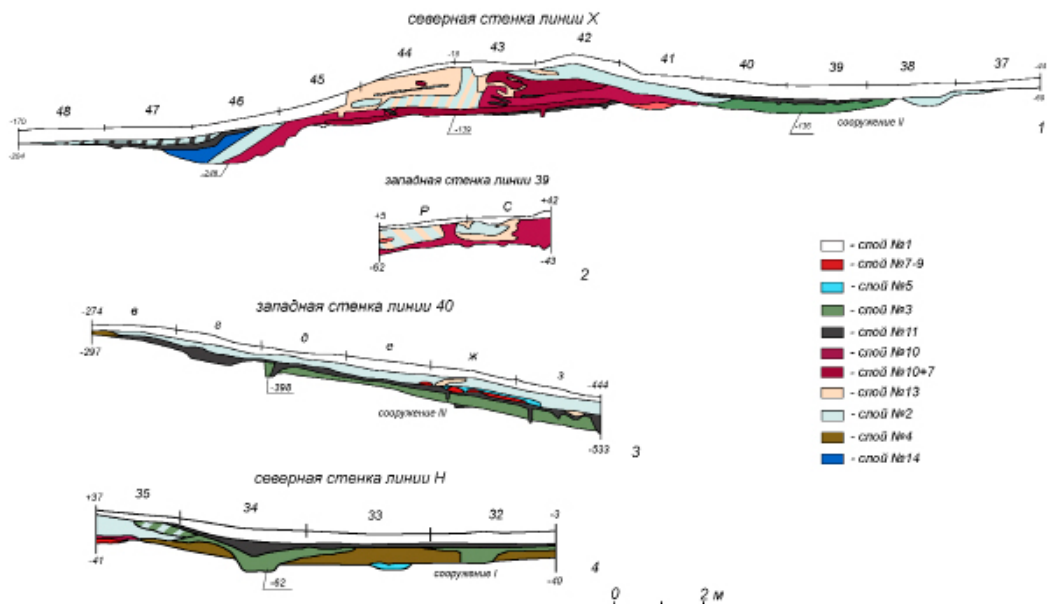 северная стенка линии X
48 47 46 45 44 43 42 41 40 39 38 37
-170 -204 -248 -18 -139 -136 -44 -69
сооружение II
1
западная стенка линии 39
Р С
+5 +42
-62 -43
2
западная стенка линии 40
-274 в г д е ж з -444
-297 -398 -533
сооружение IV
3
северная стенка линии Н
+37 35 34 33 32 -3
-41 -62 -40
сооружение I
4
0 2 м
- слой №1
- слой №7-9
- слой №5
- слой №3
- слой №11
- слой №10
- слой №10+7
- слой №13
- слой №2
- слой №4
- слой №14